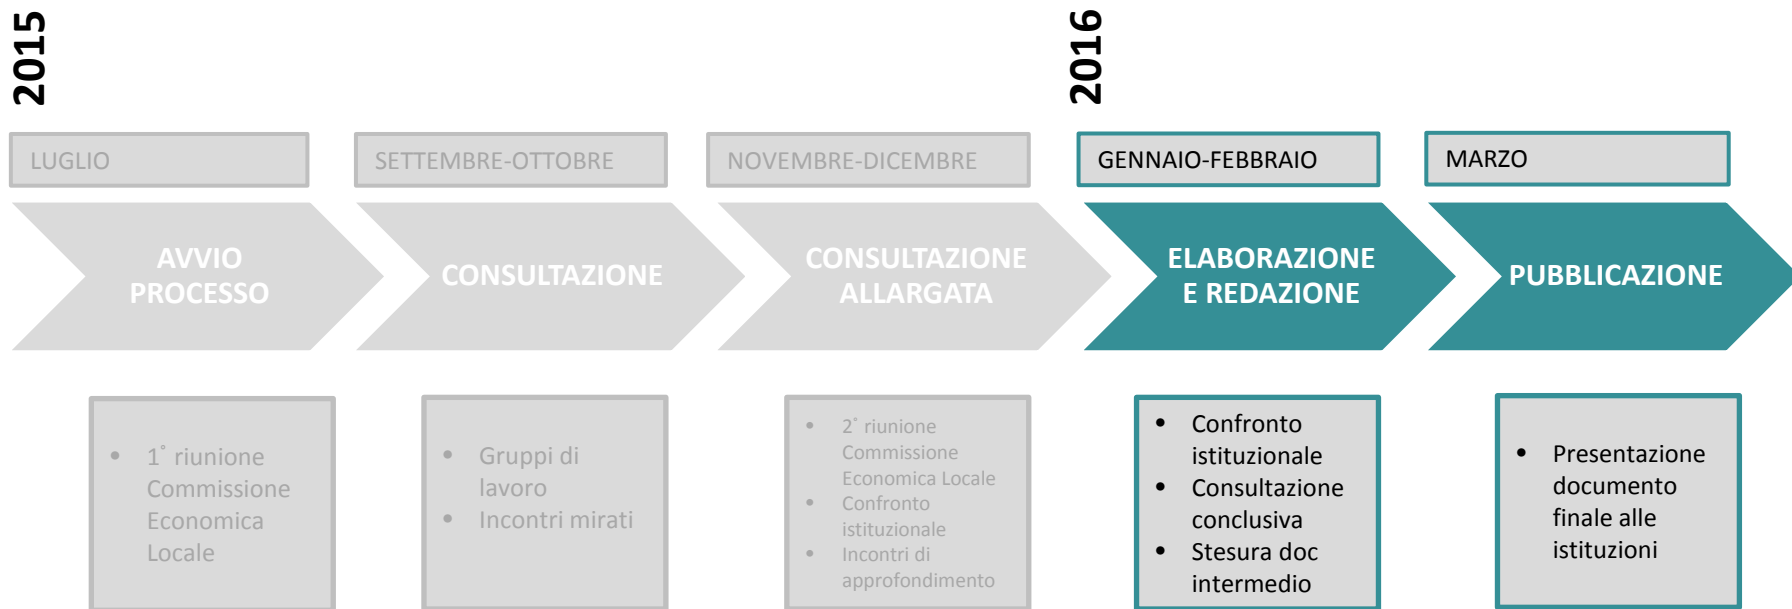 2015
2016
LUGLIO
SETTEMBRE-OTTOBRE
NOVEMBRE-DICEMBRE
GENNAIO-FEBBRAIO
MARZO
AVVIO
PROCESSO
CONSULTAZIONE
CONSULTAZIONE
ALLARGATA
ELABORAZIONE
E REDAZIONE
PUBBLICAZIONE
• 1° riunione
Commissione
Economica
Locale
• Gruppi di
lavoro
• Incontri mirati
• 2° riunione
Commissione
Economica Locale
• Confronto
istituzionale
• Incontri di
approfondimento
• Confronto
istituzionale
• Consultazione
conclusiva
• Stesura doc
intermedio
• Presentazione
documento
finale alle
istituzioni